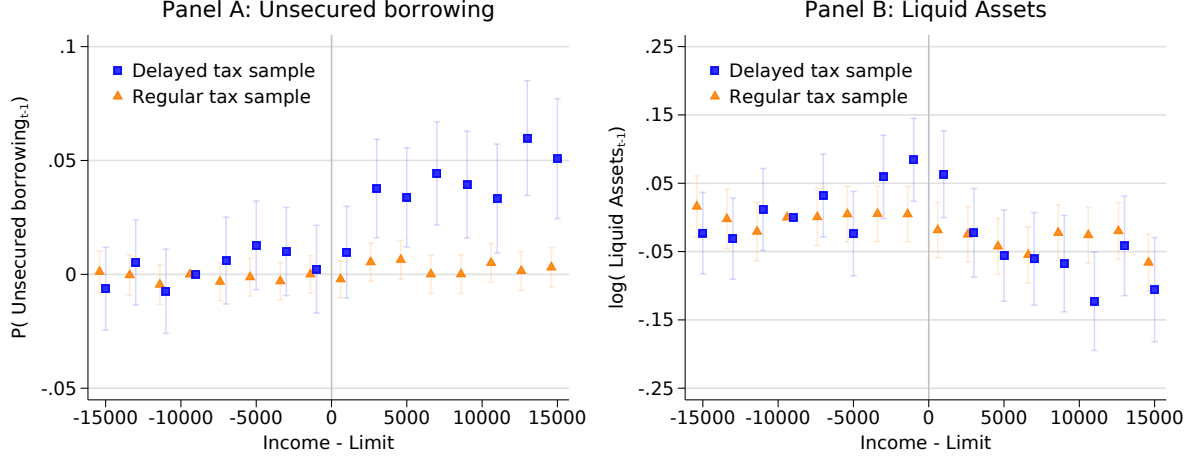 Panel A: Unsecured borrowing
.1
.05
0
-.05
P( Unsecured borrowing t-1)
Delayed tax sample
Regular tax sample
-15000 -10000 -5000 0 5000 10000 15000
Income - Limit
Panel B: Liquid Assets
.25
.15
.05
-.05
-.15
-.25
log( Liquid Assets t-1)
Delayed tax sample
Regular tax sample
-15000 -10000 -5000 0 5000 10000 15000
Income - Limit